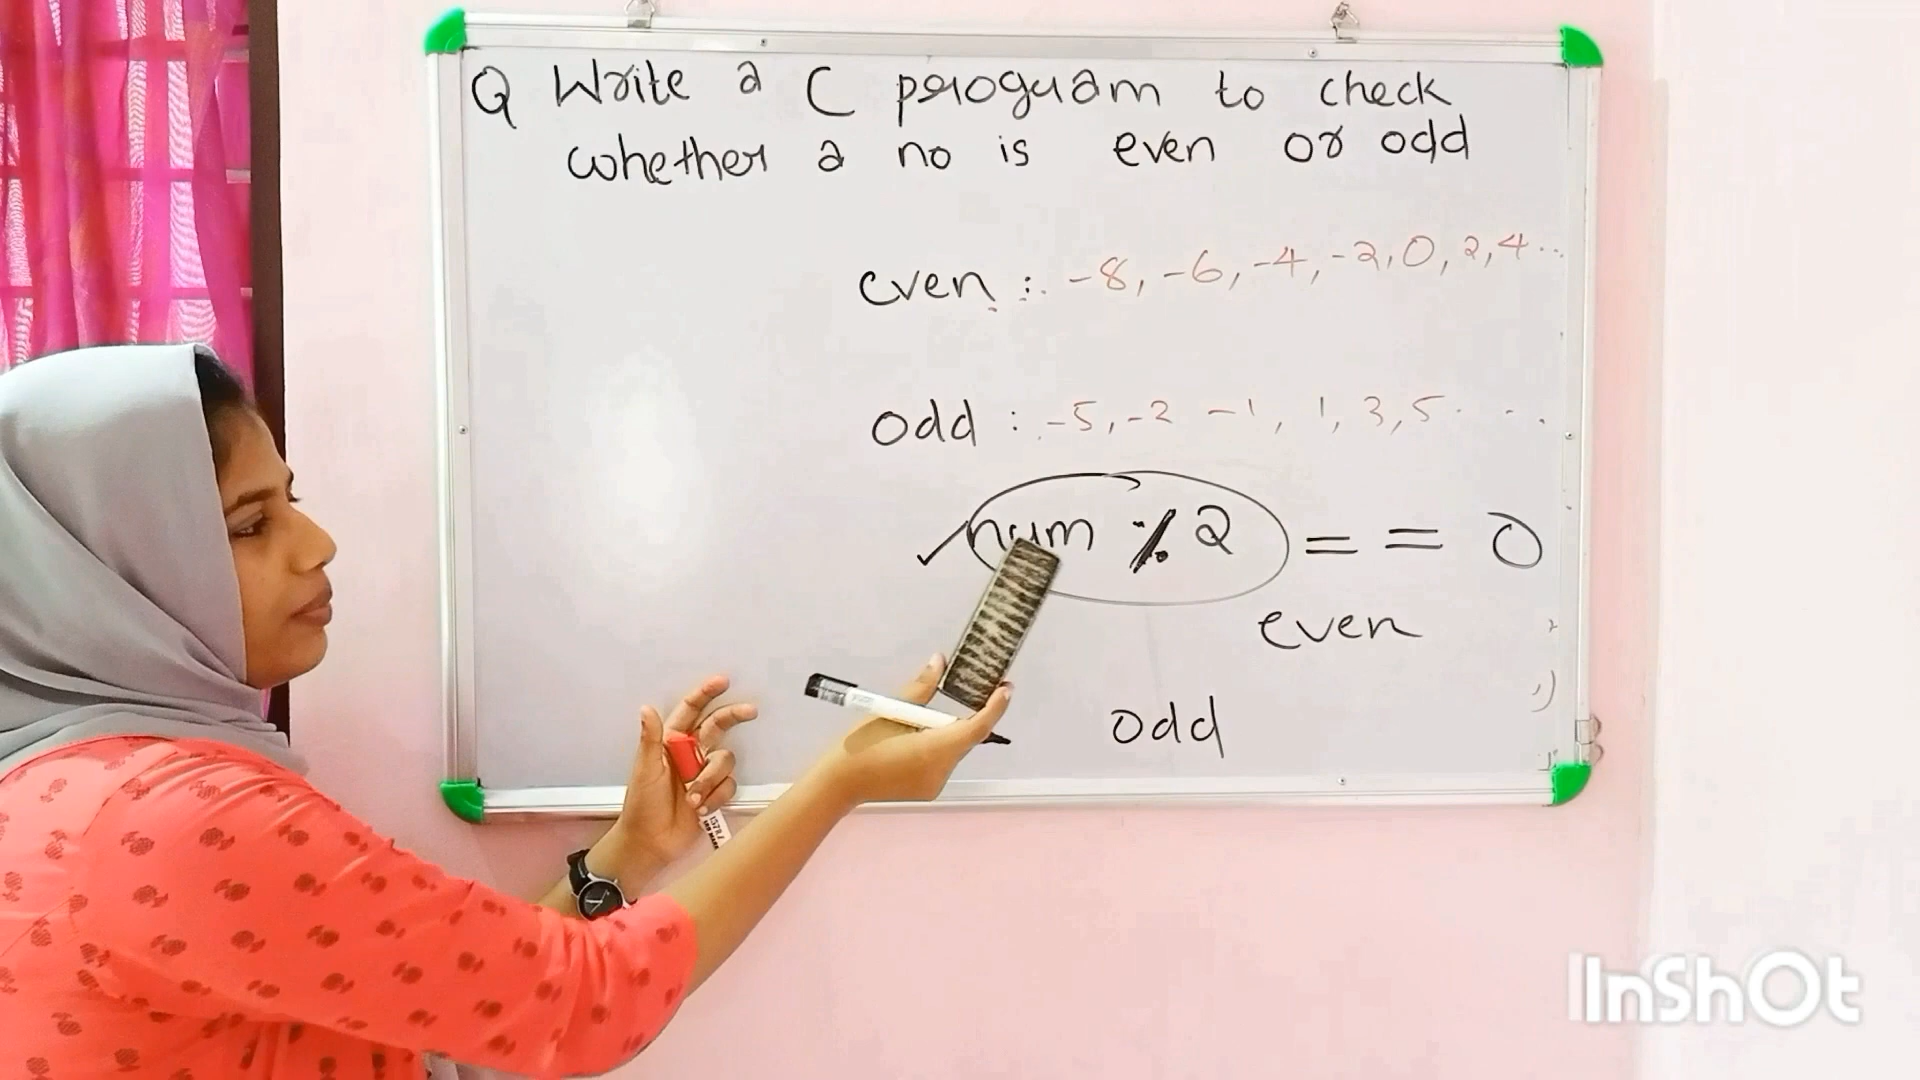 Q Write a C program to check
whether a no is even or odd
even : -8, -6, -4, -2, 0, 2, 4 ..
odd : -5, -2 -1, 1, 3, 5 . . .
num % 2 = = 0
even
odd
InShOt